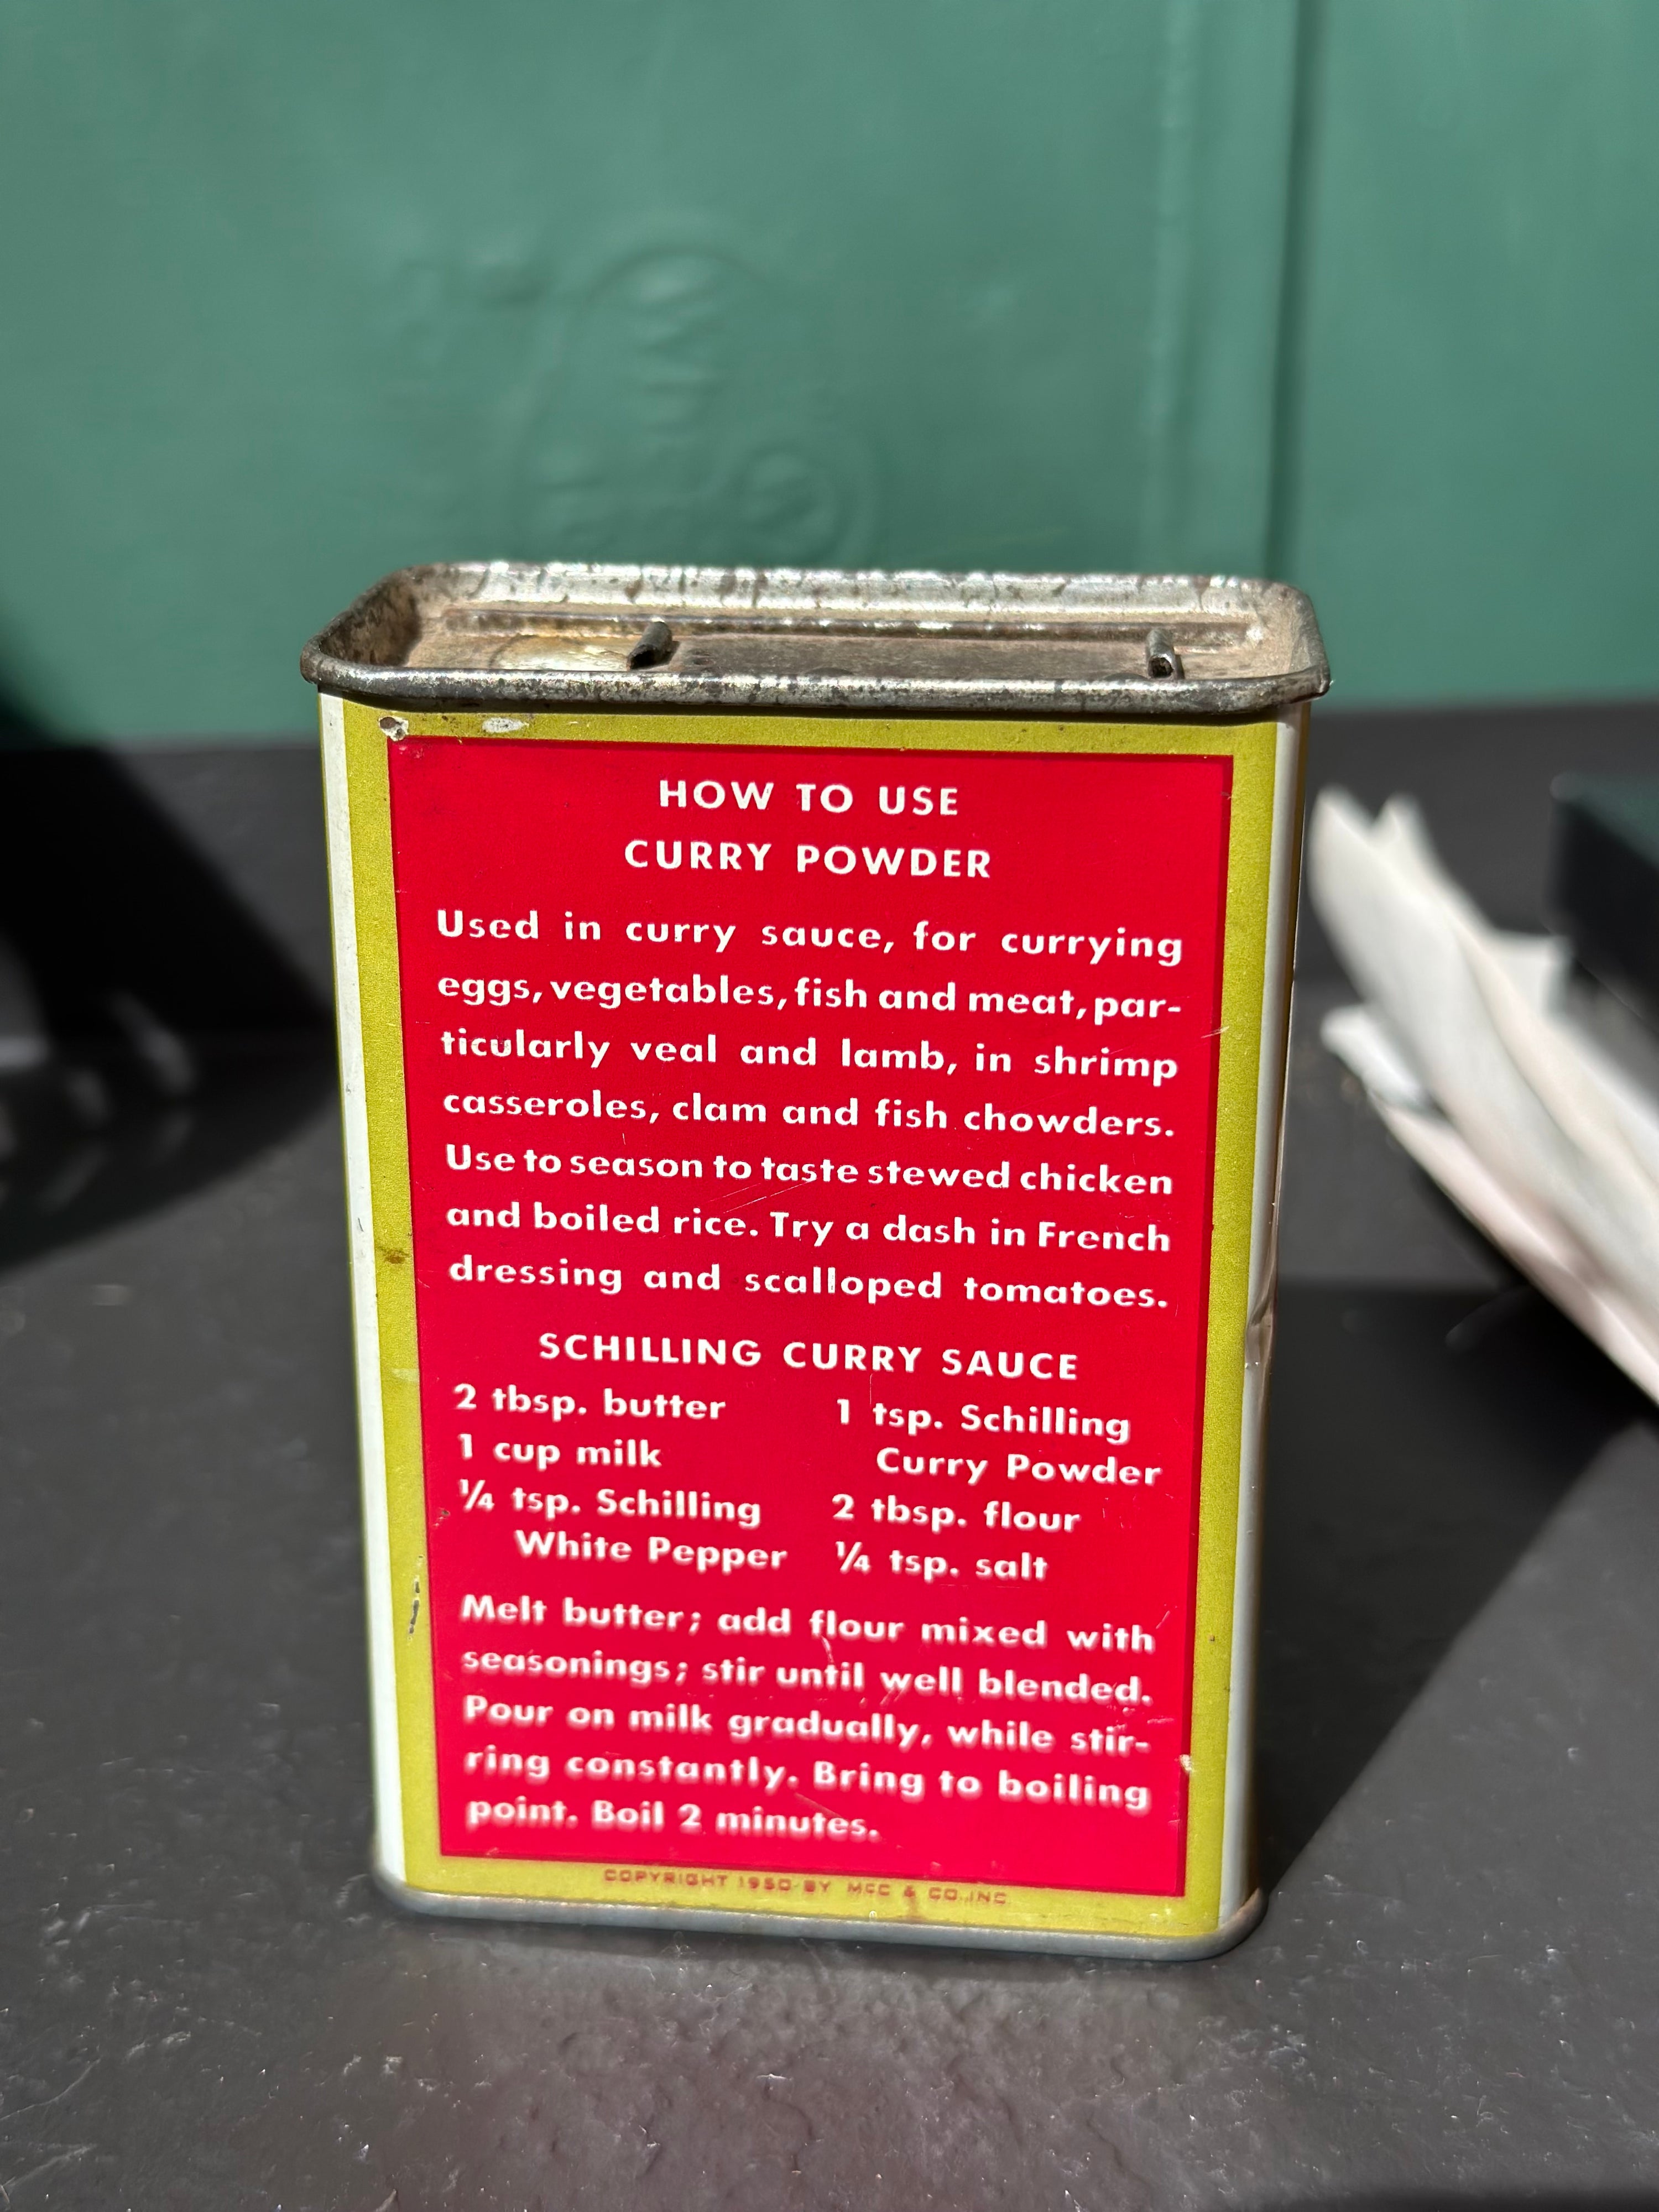 HOW TO USE
CURRY POWDER
Used in curry sauce, for currying
eggs, vegetables, fish and meat, par-
ticularly veal and lamb, in shrimp
casseroles, clam and fish chowders.
Use to season to taste stewed chicken
and boiled rice. Try a dash in French
dressing and scalloped tomatoes.
SCHILLING CURRY SAUCE
2 tbsp. butter
1 cup milk
¼ tsp. Schilling
White Pepper
1 tsp. Schilling
Curry Powder
2 tbsp. flour
¼ tsp. salt
Melt butter; add flour mixed with
seasonings; stir until well blended.
Pour on milk gradually, while stir-
ring constantly. Bring to boiling
point. Boil 2 minutes.
COPYRIGHT 1950 BY MCC & CO., INC.